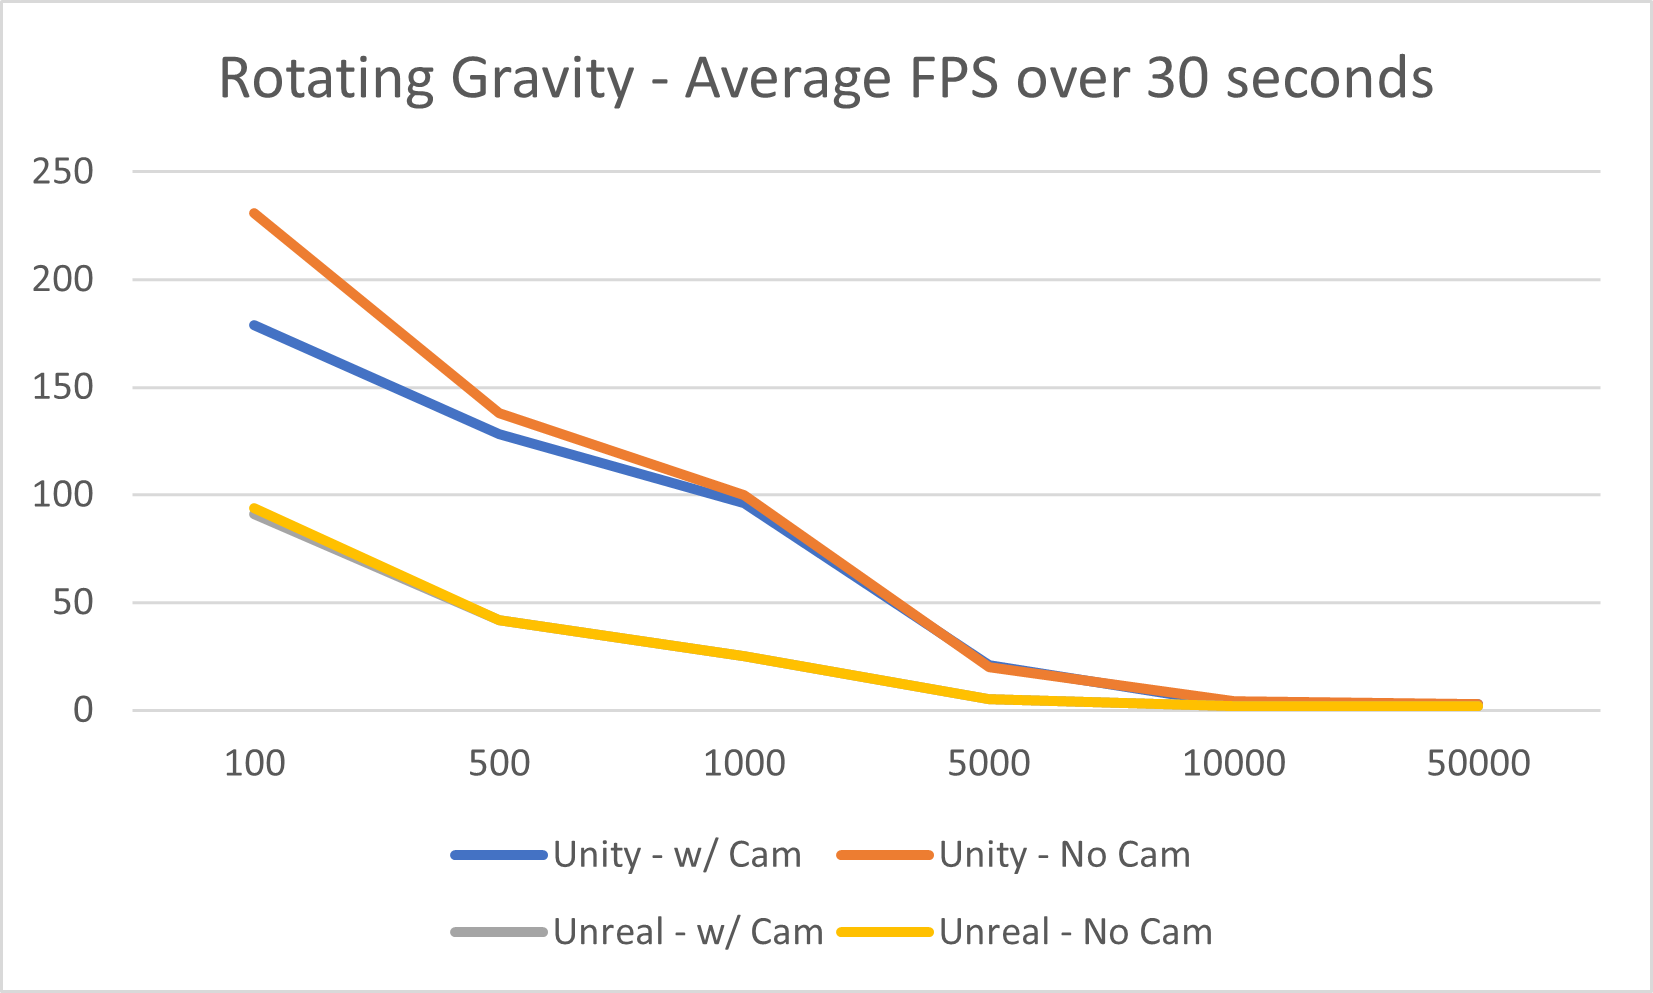 Rotating Gravity - Average FPS over 30 seconds
250
200
150
100
50
0
100 500 1000 5000 10000 50000
Unity - w/ Cam Unity - No Cam
Unreal - w/ Cam Unreal - No Cam